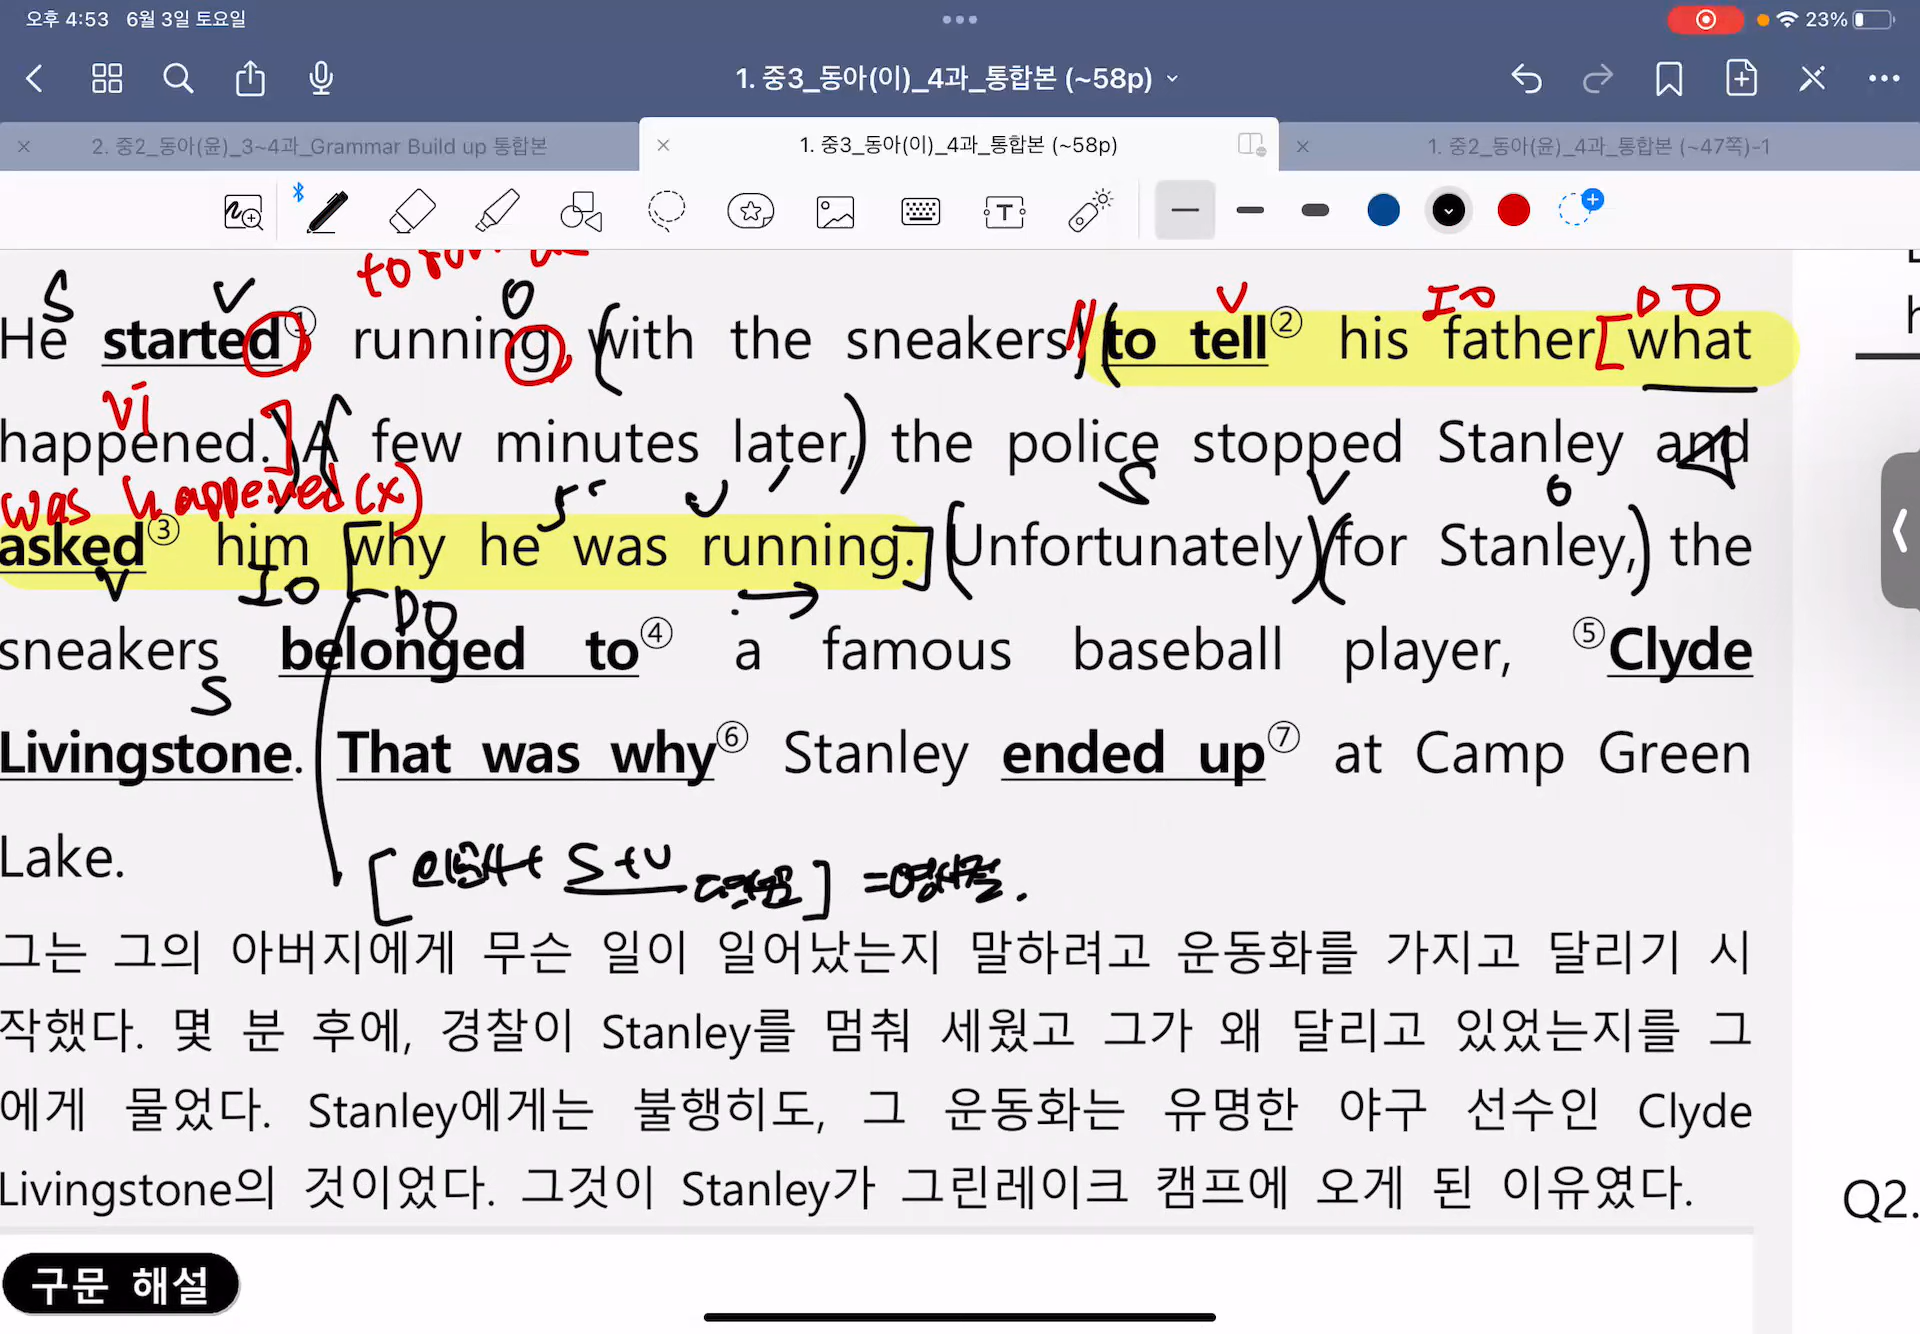 오후 4:53 6월 3일 토요일
23%
1. 중3_동아(이)_4과_통합본 (~58p)
2. 중2_동아(윤)_3~4과_Grammar Build up 통합본
1. 중3_동아(이)_4과_통합본 (~58p)
1. 중2_동아(윤)_4과_통합본 (~47쪽)-1
S V O V IO DO
He started① running with the sneakers to tell② his father what
vi
happened. A few minutes later, the police stopped Stanley and
was happened (x) S V S V O
asked③ him why he was running. Unfortunately for Stanley, the
V IO DO
sneakers belonged to④ a famous baseball player, ⑤Clyde
S
Livingstone. That was why⑥ Stanley ended up⑦ at Camp Green
Lake.
[ S+V ] =명사절.
그는 그의 아버지에게 무슨 일이 일어났는지 말하려고 운동화를 가지고 달리기 시
작했다. 몇 분 후에, 경찰이 Stanley를 멈춰 세웠고 그가 왜 달리고 있었는지를 그
에게 물었다. Stanley에게는 불행히도, 그 운동화는 유명한 야구 선수인 Clyde
Livingstone의 것이었다. 그것이 Stanley가 그린레이크 캠프에 오게 된 이유였다.
Q2.
구문 해설